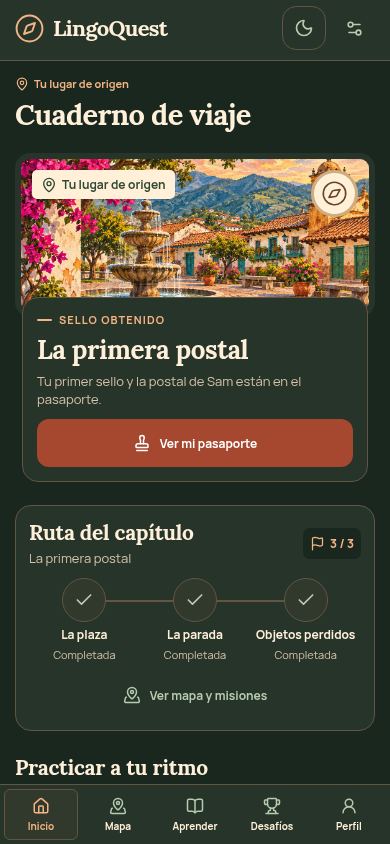 LingoQuest
Tu lugar de origen
Cuaderno de viaje
Tu lugar de origen
SELLO OBTENIDO
La primera postal
Tu primer sello y la postal de Sam están en el
pasaporte.
Ver mi pasaporte
Ruta del capítulo
La primera postal
3 / 3
La plaza
La parada
Objetos perdidos
Completada
Completada
Completada
Ver mapa y misiones
Practicar a tu ritmo
Inicio
Mapa
Aprender
Desafíos
Perfil